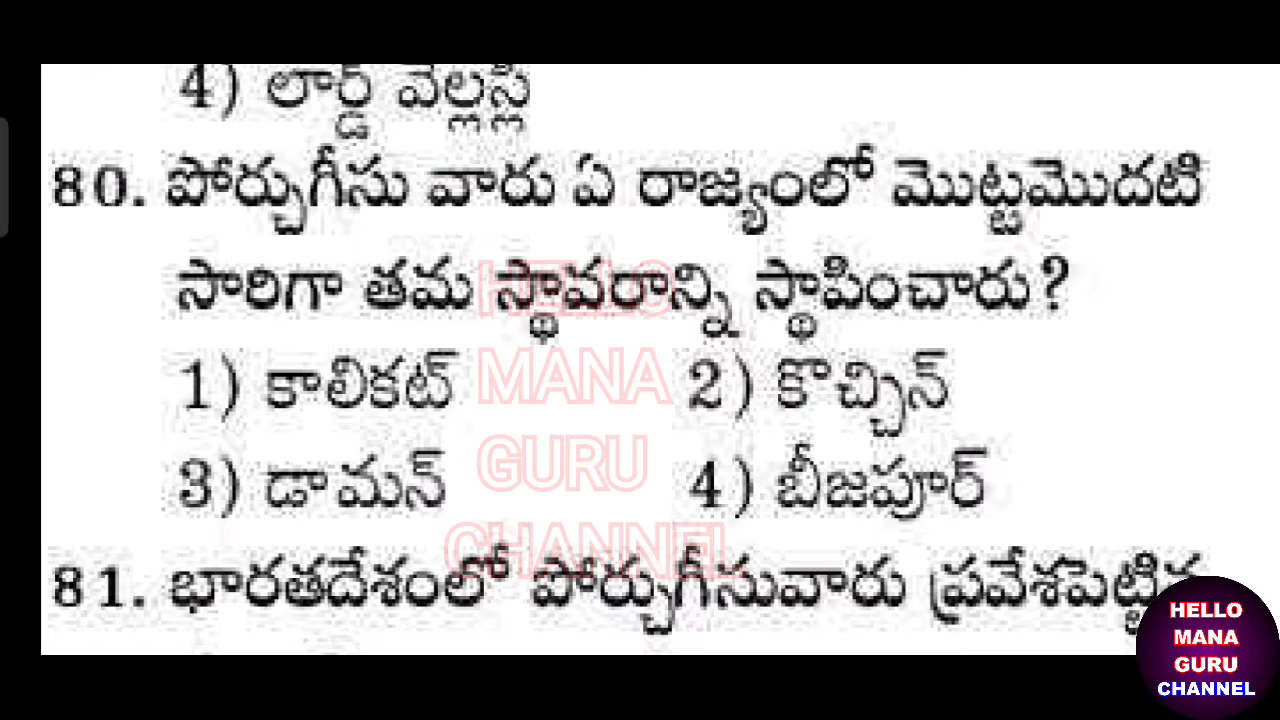 4) లార్డ్ వెల్లస్లీ
80. పోర్చుగీసు వారు ఏ రాజ్యంలో మొట్టమొదటి
సారిగా తమ స్థావరాన్ని స్థాపించారు?
1) కాలికట్ 2) కొచ్చిన్
3) డామన్ 4) బీజపూర్
81. భారతదేశంలో పోర్చుగీసువారు ప్రవేశపెట్టిన
HELLO
MANA
GURU
CHANNEL
HELLO
MANA
GURU
CHANNEL